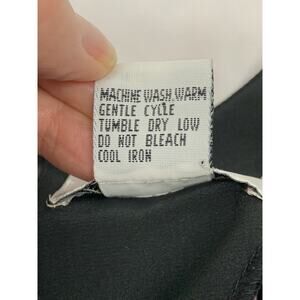 MACHINE WASH WARM
GENTLE CYCLE
TUMBLE DRY LOW
DO NOT BLEACH
COOL IRON